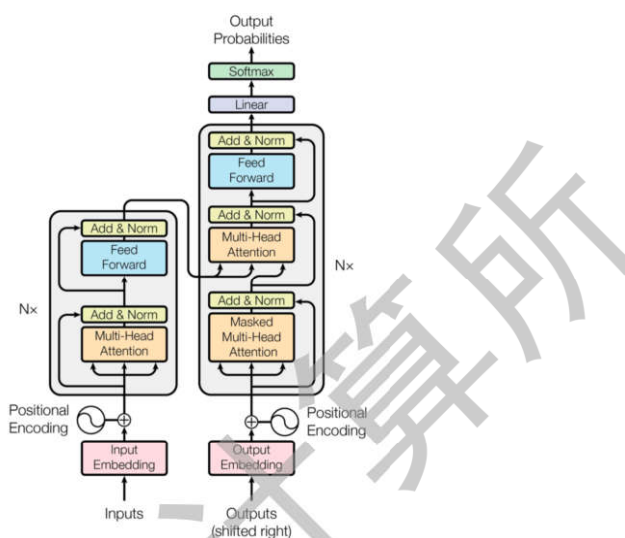 Output
Probabilities
Softmax
Linear
Add & Norm
Feed
Forward
Add & Norm
Multi-Head
Attention
Add & Norm
Masked
Multi-Head
Attention
Nx
Add & Norm
Feed
Forward
Add & Norm
Multi-Head
Attention
Nx
Positional
Encoding
Positional
Encoding
Input
Embedding
Output
Embedding
Inputs
Outputs
(shifted right)
计算所